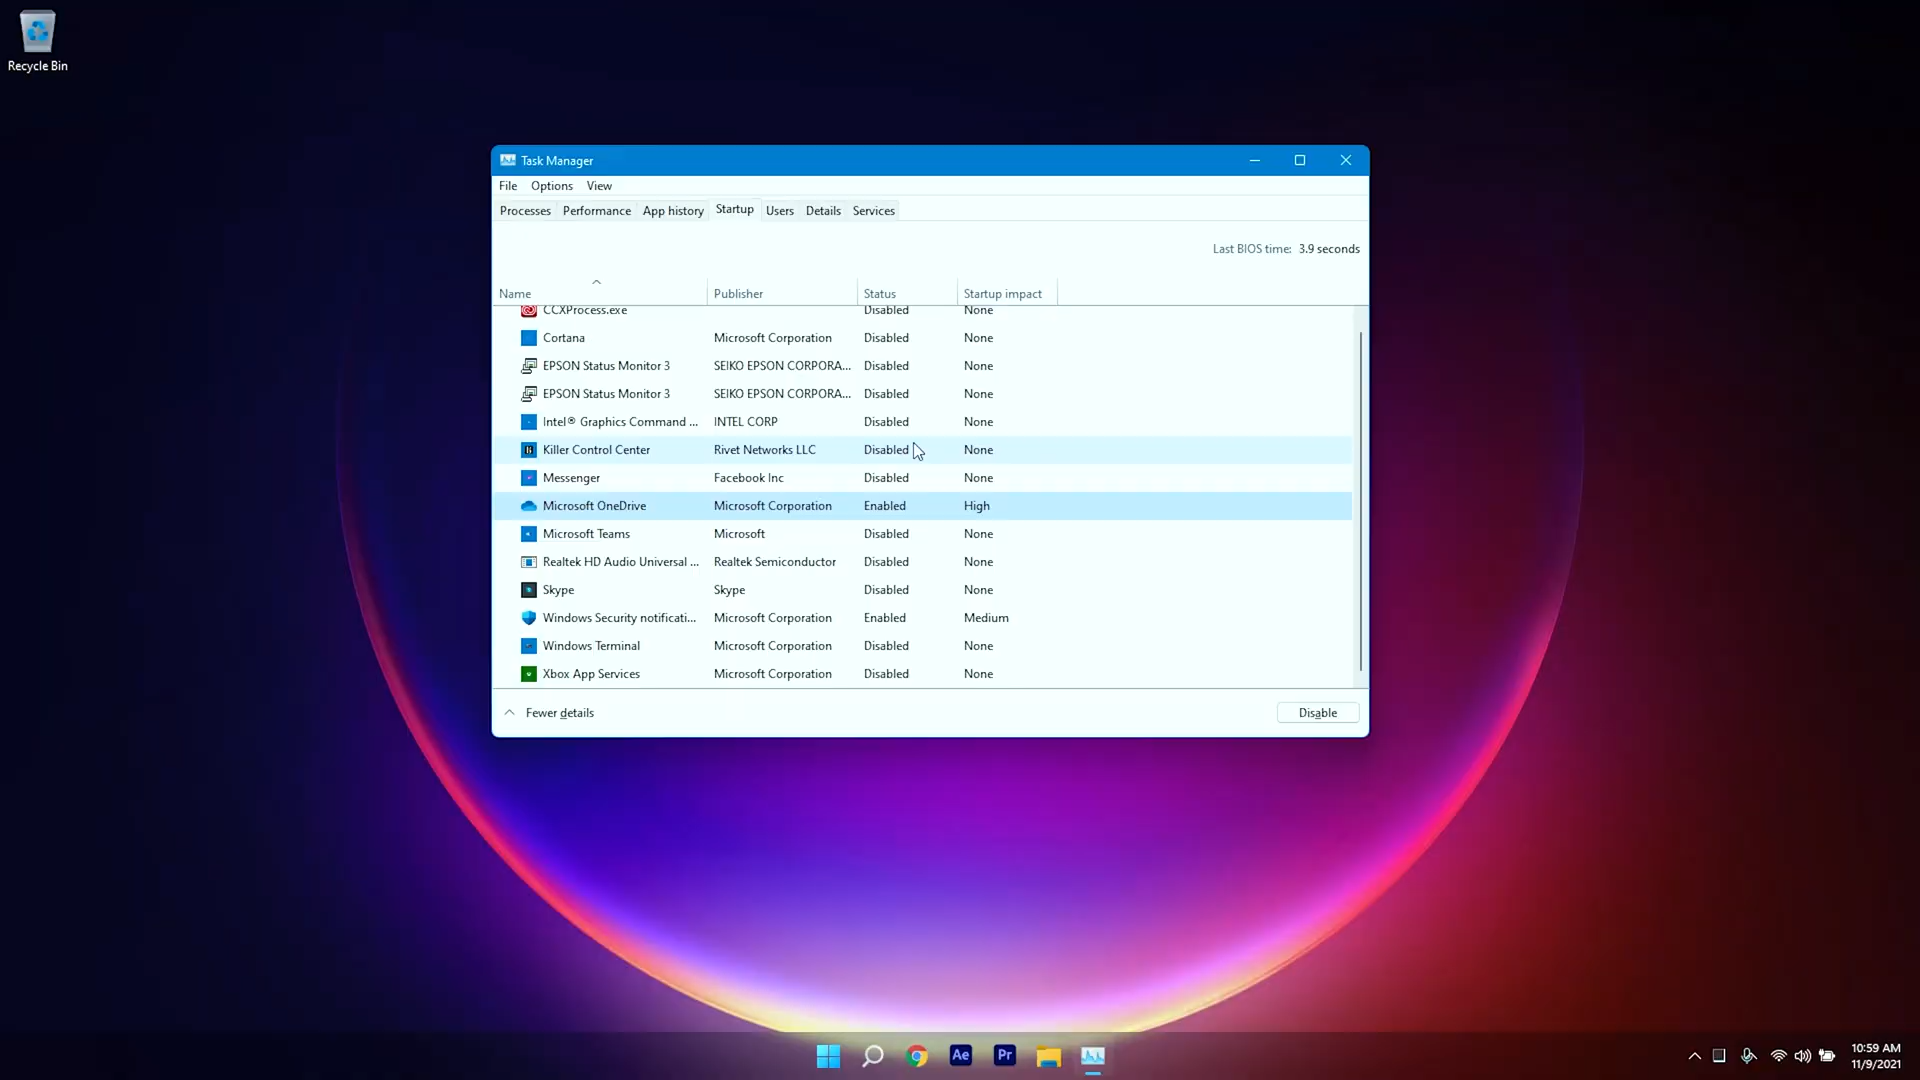 Recycle Bin
Task Manager
File Options View
Processes Performance App history Startup Users Details Services
Last BIOS time: 3.9 seconds
Name Publisher Status Startup impact
CCXProcess.exe Disabled None
Cortana Microsoft Corporation Disabled None
EPSON Status Monitor 3 SEIKO EPSON CORPORA... Disabled None
EPSON Status Monitor 3 SEIKO EPSON CORPORA... Disabled None
Intel® Graphics Command ... INTEL CORP Disabled None
Killer Control Center Rivet Networks LLC Disabled None
Messenger Facebook Inc Disabled None
Microsoft OneDrive Microsoft Corporation Enabled High
Microsoft Teams Microsoft Disabled None
Realtek HD Audio Universal ... Realtek Semiconductor Disabled None
Skype Skype Disabled None
Windows Security notificati... Microsoft Corporation Enabled Medium
Windows Terminal Microsoft Corporation Disabled None
Xbox App Services Microsoft Corporation Disabled None
Fewer details Disable
Ae Pr
10:59 AM
11/9/2021